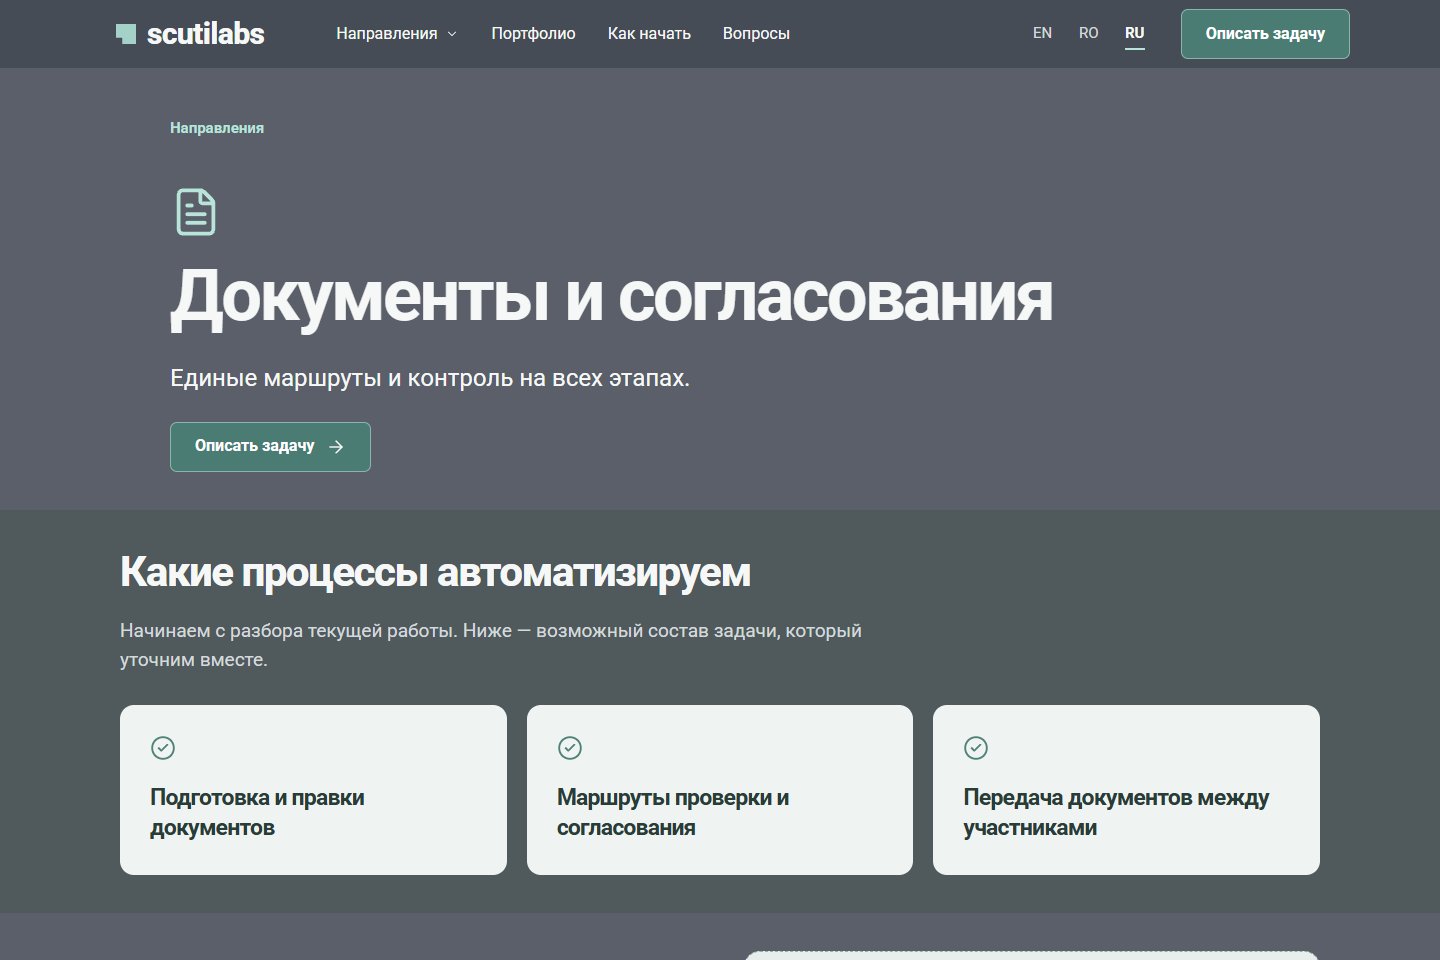 scutilabs
Направления
Портфолио
Как начать
Вопросы
EN
RO
RU
Описать задачу
Направления
Документы и согласования
Единые маршруты и контроль на всех этапах.
Описать задачу
Какие процессы автоматизируем
Начинаем с разбора текущей работы. Ниже — возможный состав задачи, который
уточним вместе.
Подготовка и правки
документов
Маршруты проверки и
согласования
Передача документов между
участниками